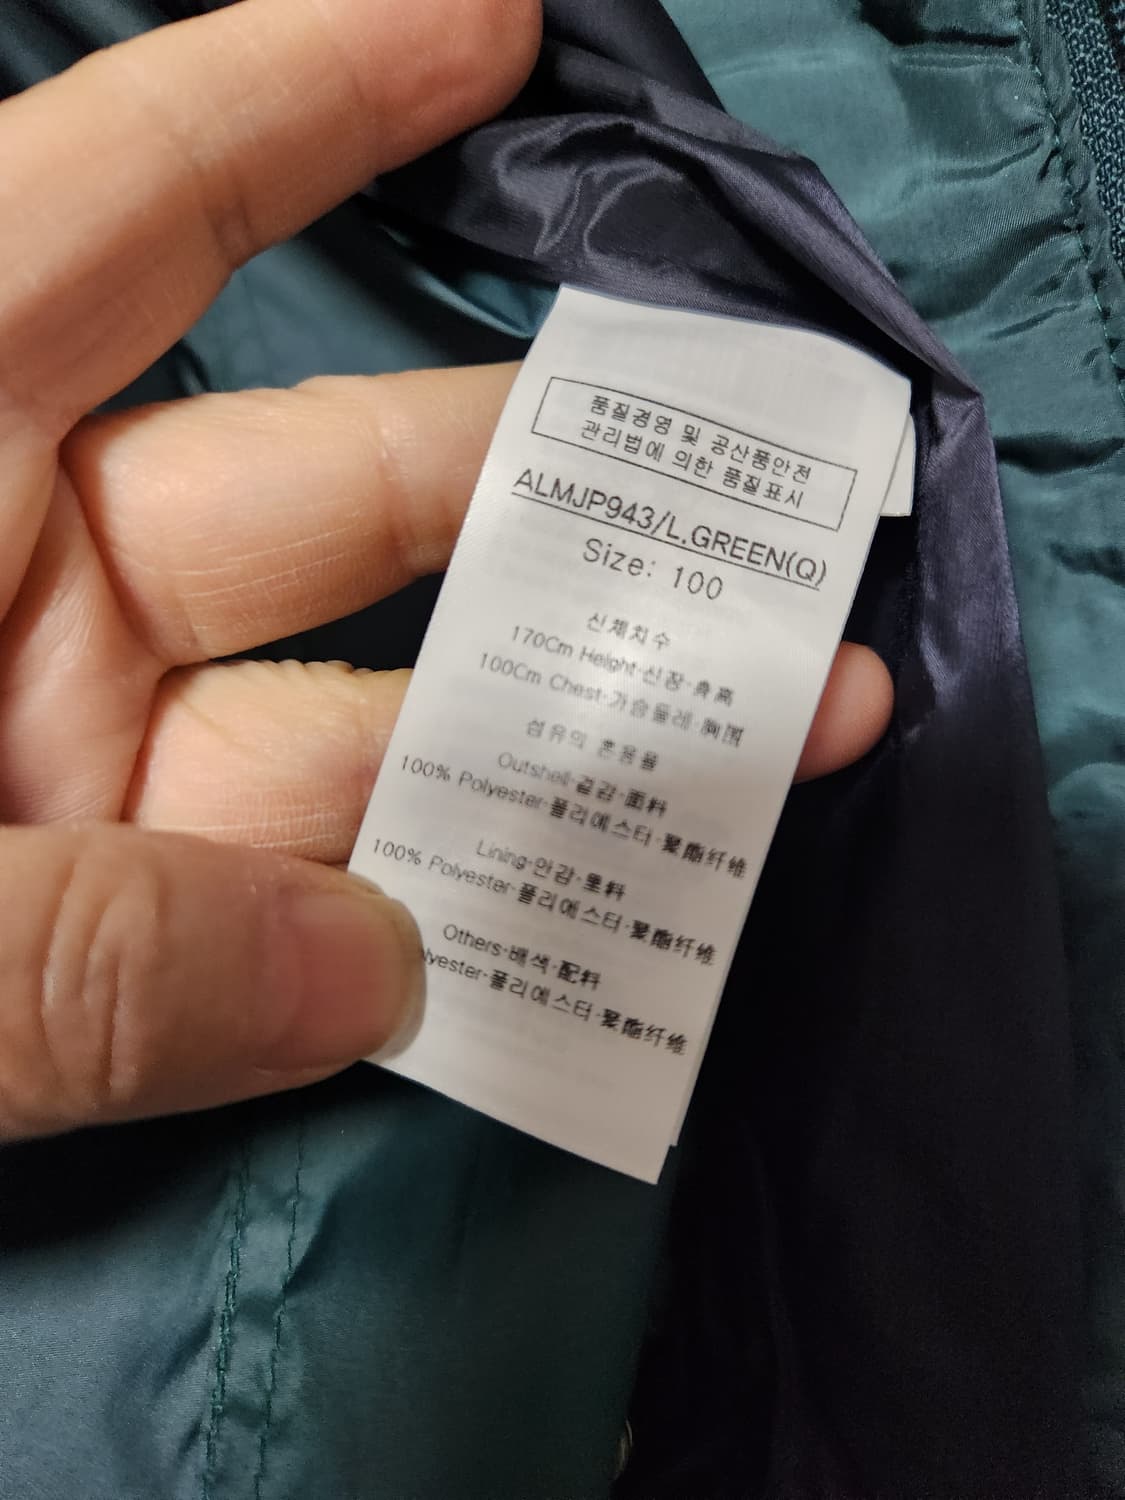 품질경영 및 공산품안전
관리법에 의한 품질표시
ALMJP943/L.GREEN(Q)
Size: 100
신체치수
170Cm Height·신장·身高
100Cm Chest·가슴둘레·胸围
섬유의 혼용율
Outshell·겉감·面料
100% Polyester·폴리에스터·聚酯纤维
Lining·안감·里料
100% Polyester·폴리에스터·聚酯纤维
Others·배색·配料
lyester·폴리에스터·聚酯纤维